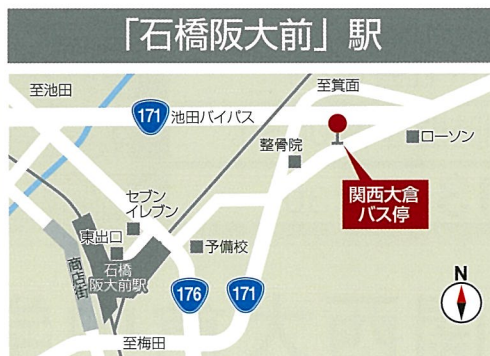 「石橋阪大前」駅
至池田
至箕面
171
池田バイパス
整骨院
ローソン
関西大倉
バス停
セブン
イレブン
東出口
石橋
阪大前駅
商店街
予備校
176
171
至梅田
N